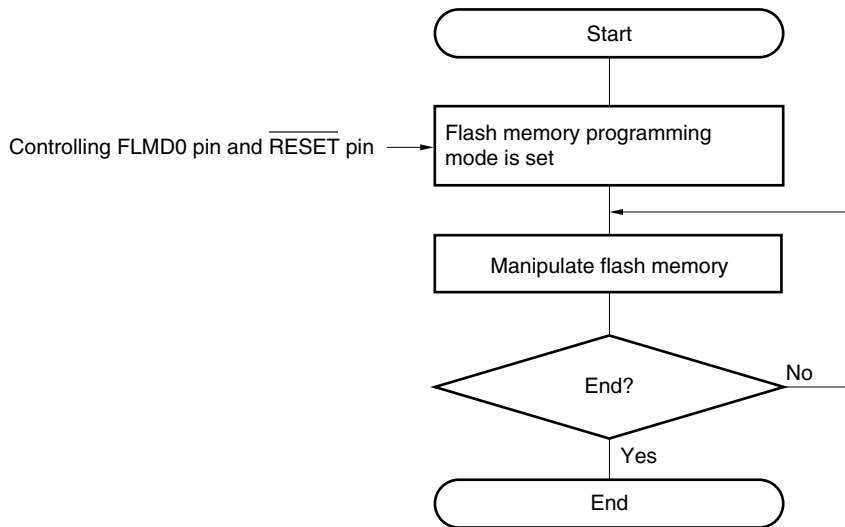 Start
Controlling FLMD0 pin and RESET pin
Flash memory programming
mode is set
Manipulate flash memory
End?
No
Yes
End